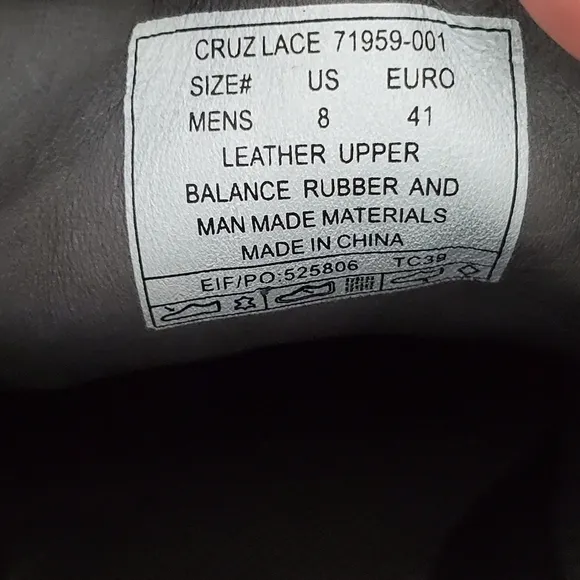 CRUZ LACE 71959-001
SIZE# US EURO
MENS 8 41
LEATHER UPPER
BALANCE RUBBER AND
MAN MADE MATERIALS
MADE IN CHINA
EIF/PO:525806 TC39